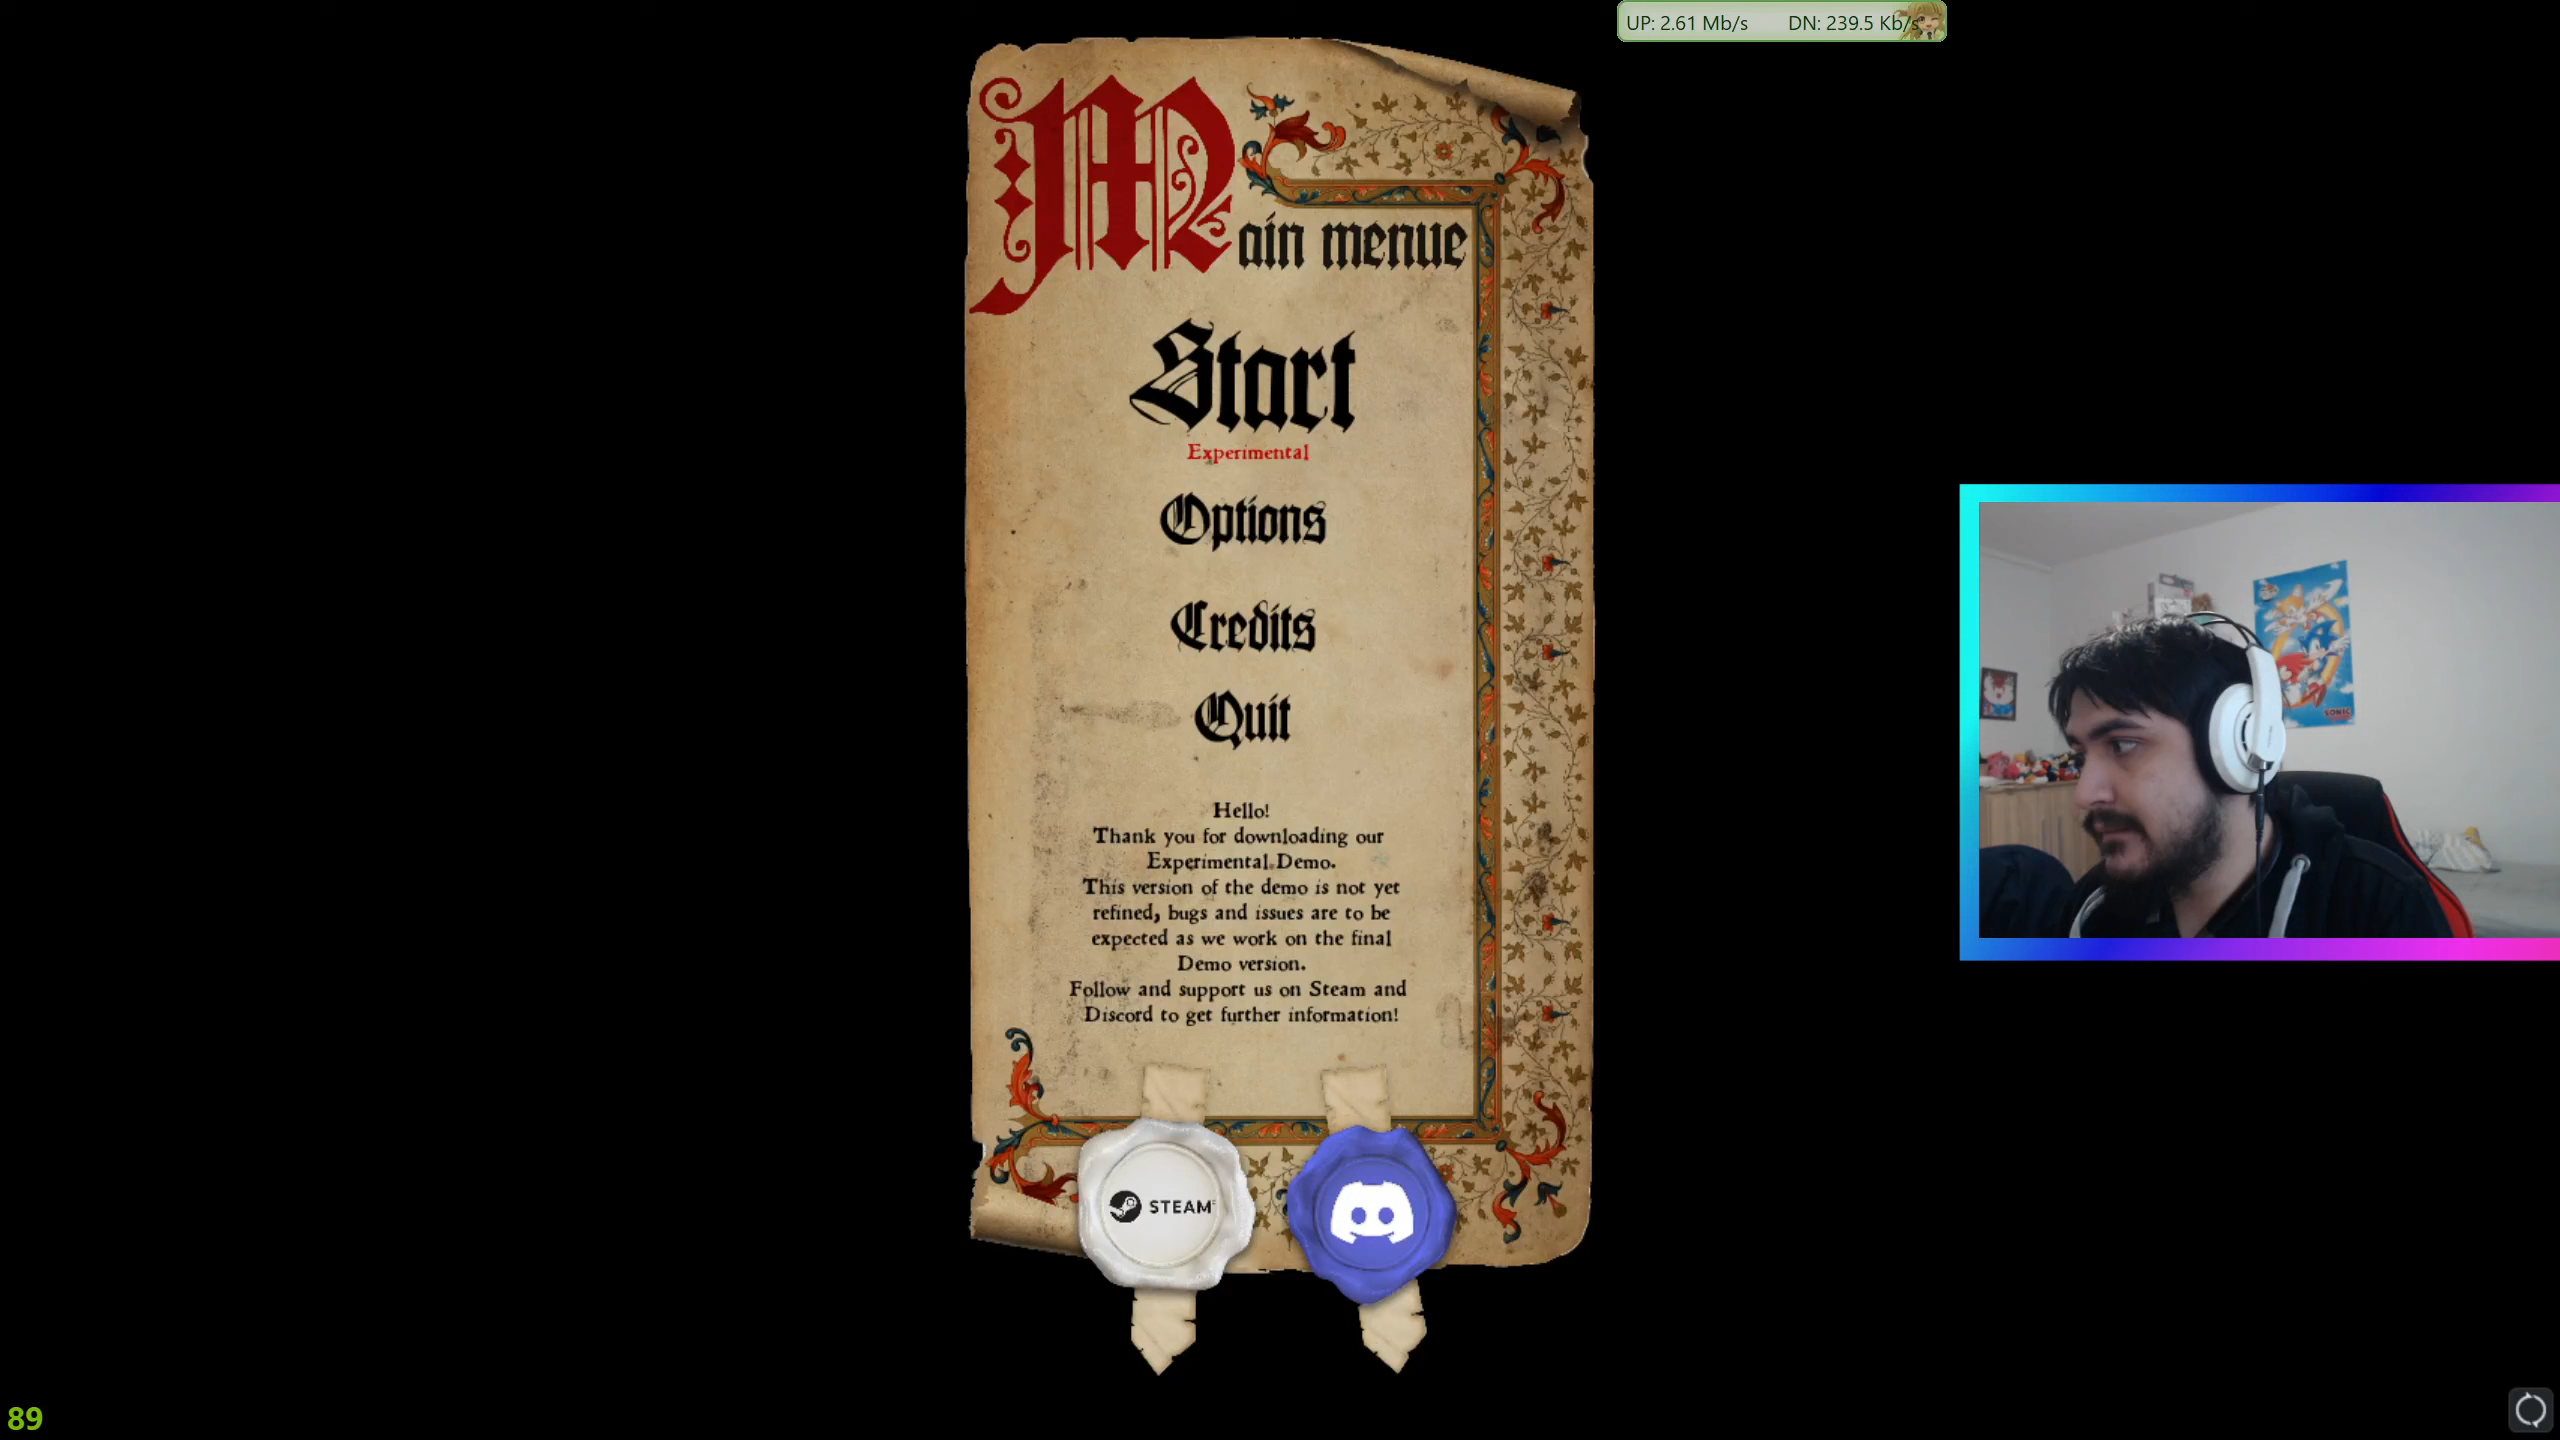 UP: 2.61 Mb/s DN: 239.5 Kb/s
Main menue
Start
Experimental
Options
Credits
Quit
Hello!
Thank you for downloading our
Experimental Demo.
This version of the demo is not yet
refined, bugs and issues are to be
expected as we work on the final
Demo version.
Follow and support us on Steam and
Discord to get further information!
STEAM
SONIC
89